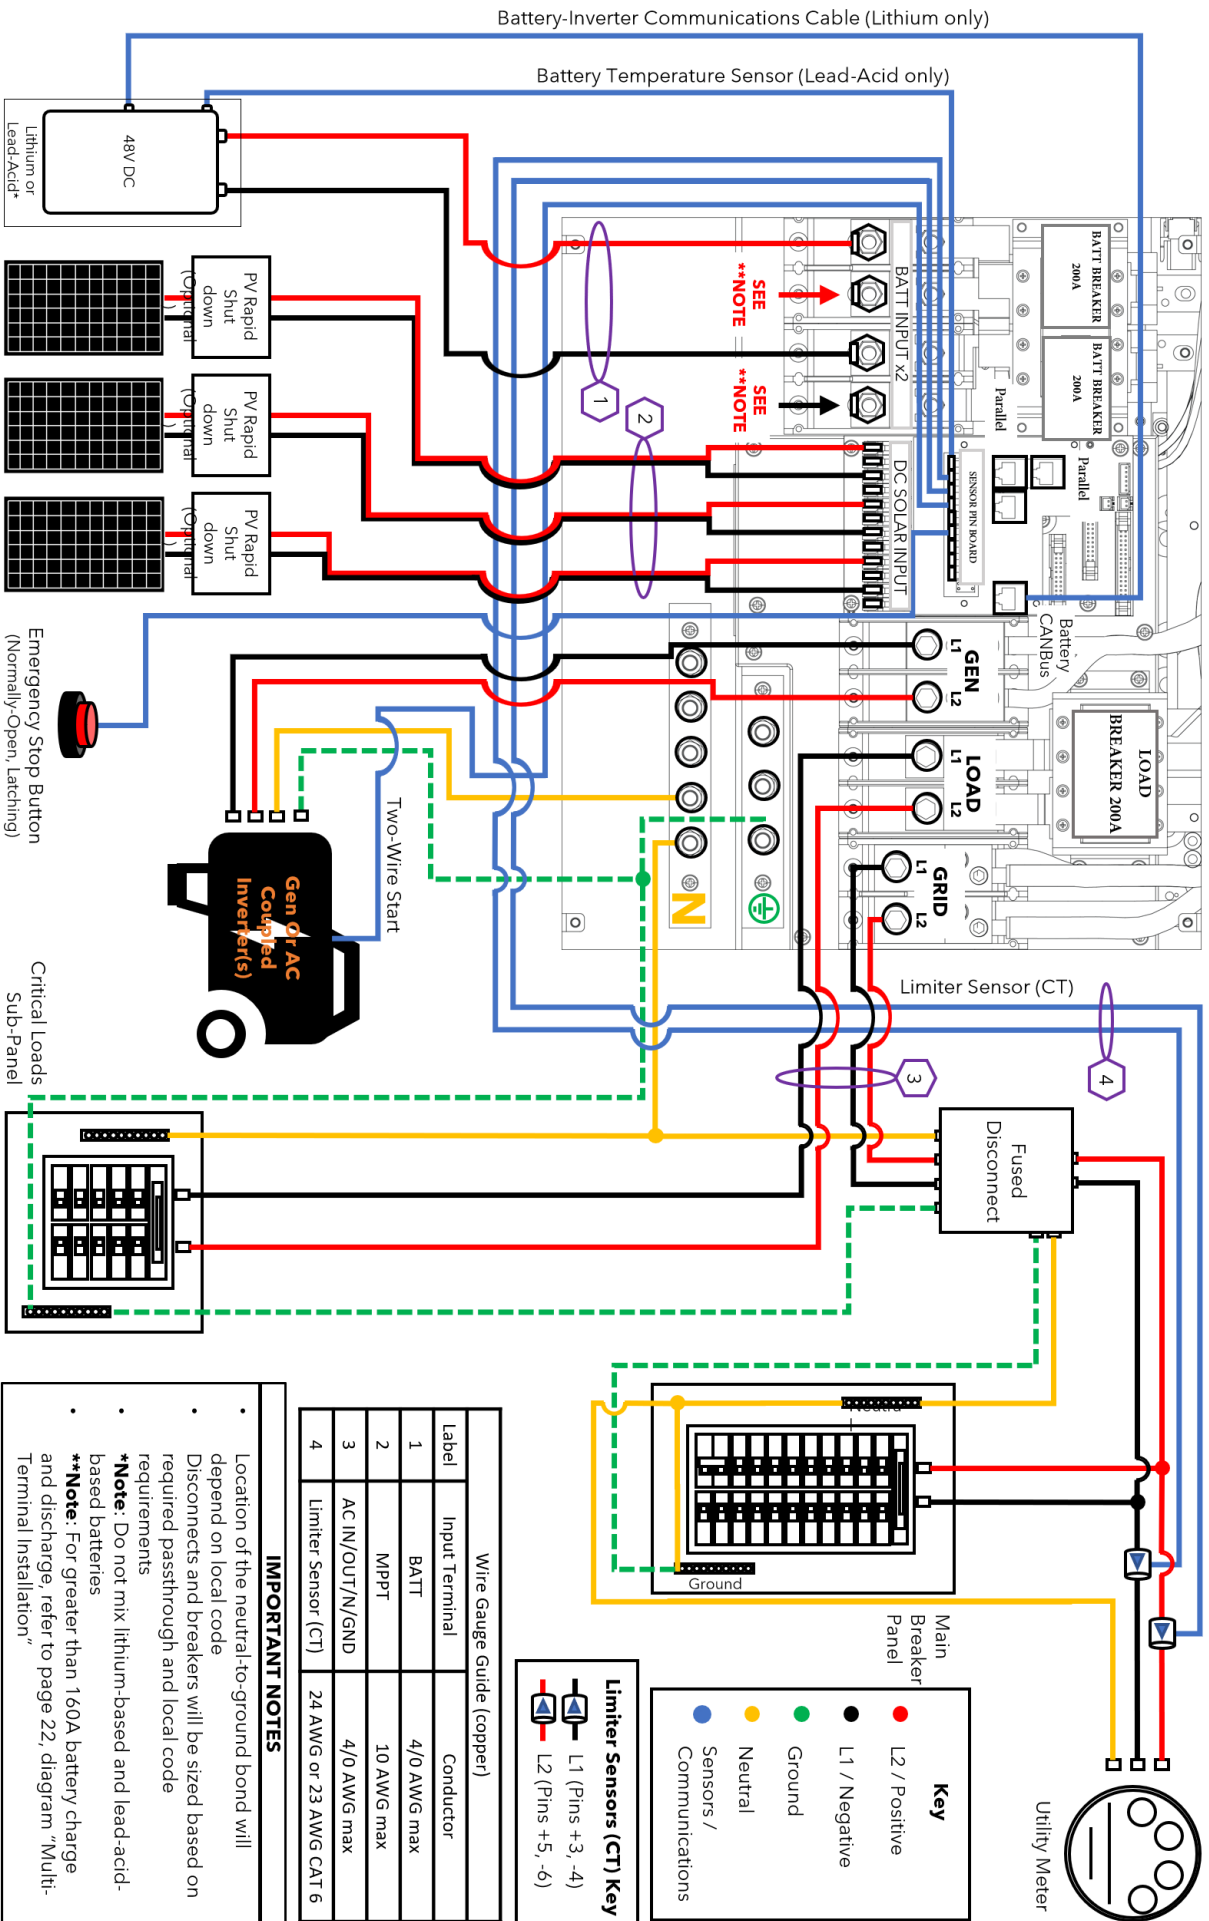 Battery-Inverter Communications Cable (Lithium only)
Battery Temperature Sensor (Lead-Acid only)
48V DC
Lithium or
Lead-Acid*
PV Rapid
Shut
down
(Optional
)
PV Rapid
Shut
down
(Optional
)
PV Rapid
Shut
down
(Optional
)
BATT BREAKER
200A
BATT BREAKER
200A
BATT INPUT x2
SEE
**NOTE
SEE
**NOTE
1
2
Parallel
Parallel
SENSOR PIN BOARD
DC SOLAR INPUT
Battery
CANBus
GEN
L1
L2
LOAD
L1
L2
LOAD
BREAKER 200A
GRID
L1
L2
N
Emergency Stop Button
(Normally-Open, Latching)
Two-Wire Start
Gen Or AC
Coupled
Inverter(s)
Limiter Sensor (CT)
3
4
Critical Loads
Sub-Panel
Fused
Disconnect
Neutral
Ground
Main
Breaker
Panel
Utility Meter
Key
L2 / Positive
L1 / Negative
Ground
Neutral
Sensors /
Communications
Limiter Sensors (CT) Key
L1 (Pins +3, -4)
L2 (Pins +5, -6)
Wire Gauge Guide (copper)
Label Input Terminal Conductor
1 BATT 4/0 AWG max
2 MPPT 10 AWG max
3 AC IN/OUT/N/GND 4/0 AWG max
4 Limiter Sensor (CT) 24 AWG or 23 AWG CAT 6
IMPORTANT NOTES
• Location of the neutral-to-ground bond will
depend on local code
• Disconnects and breakers will be sized based on
required passthrough and local code
requirements
• *Note: Do not mix lithium-based and lead-acid-
based batteries
• **Note: For greater than 160A battery charge
and discharge, refer to page 22, diagram "Multi-
Terminal Installation"